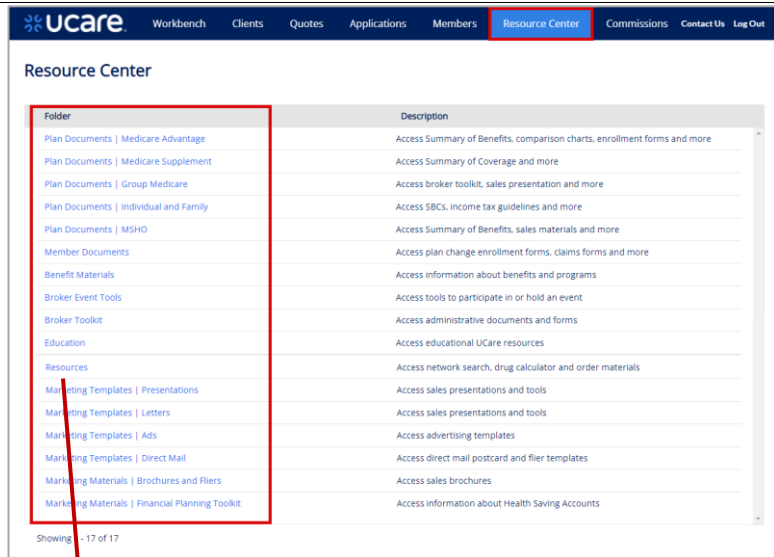 ucare. Workbench Clients Quotes Applications Members Resource Center Commissions Contact Us Log Out
Resource Center
Folder Description
Plan Documents | Medicare Advantage Access Summary of Benefits, comparison charts, enrollment forms and more
Plan Documents | Medicare Supplement Access Summary of Coverage and more
Plan Documents | Group Medicare Access broker toolkit, sales presentation and more
Plan Documents | Individual and Family Access SBCs, income tax guidelines and more
Plan Documents | MSHO Access Summary of Benefits, sales materials and more
Member Documents Access plan change enrollment forms, claims forms and more
Benefit Materials Access information about benefits and programs
Broker Event Tools Access tools to participate in or hold an event
Broker Toolkit Access administrative documents and forms
Education Access educational UCare resources
Resources Access network search, drug calculator and order materials
Marketing Templates | Presentations Access sales presentations and tools
Marketing Templates | Letters Access sales presentations and tools
Marketing Templates | Ads Access advertising templates
Marketing Templates | Direct Mail Access direct mail postcard and flier templates
Marketing Materials | Brochures and Fliers Access sales brochures
Marketing Materials | Financial Planning Toolkit Access information about Health Saving Accounts
Showing - 17 of 17